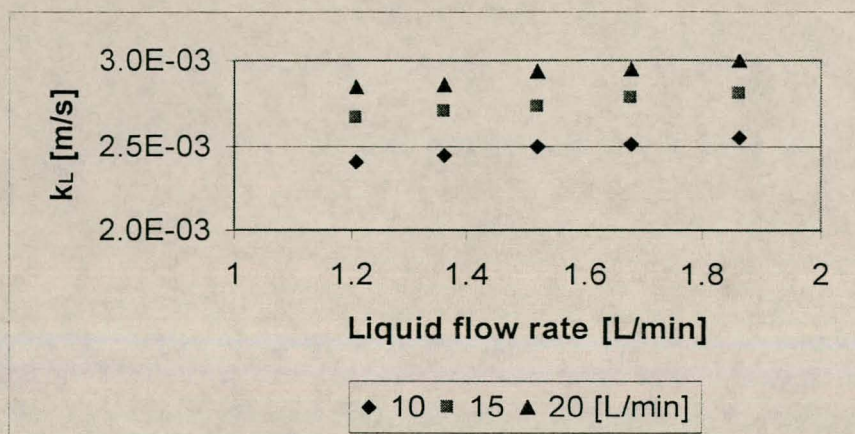 3.0E-03
2.5E-03
2.0E-03
kL [m/s]
1 1.2 1.4 1.6 1.8 2
Liquid flow rate [L/min]
10 15 20 [L/min]